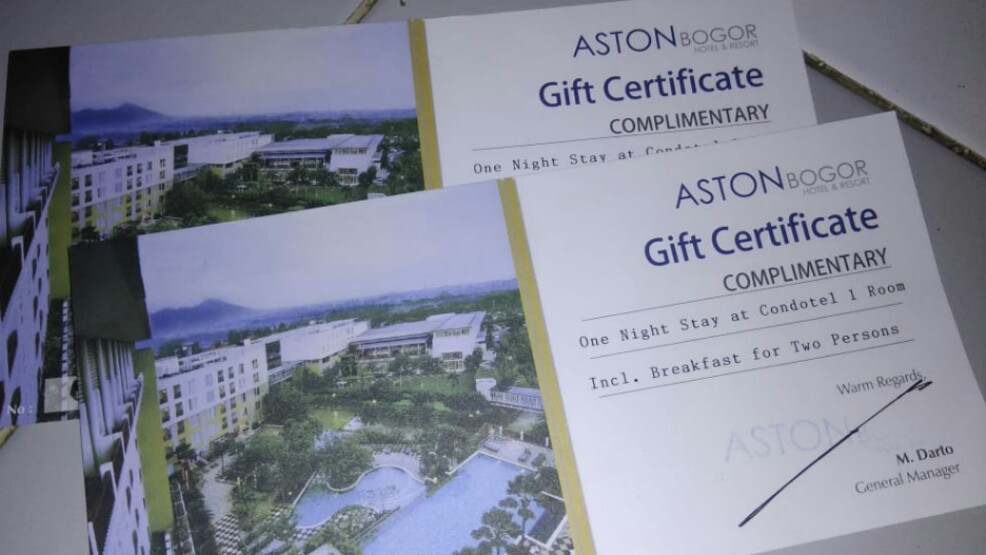 ASTON BOGOR
HOTEL & RESORT
Gift Certificate
COMPLIMENTARY
One Night Stay at Condotel
No :
ASTON BOGOR
HOTEL & RESORT
Gift Certificate
COMPLIMENTARY
One Night Stay at Condotel 1 Room
Incl. Breakfast for Two Persons
Warm Regards,
ASTON
M. Darto
General Manager